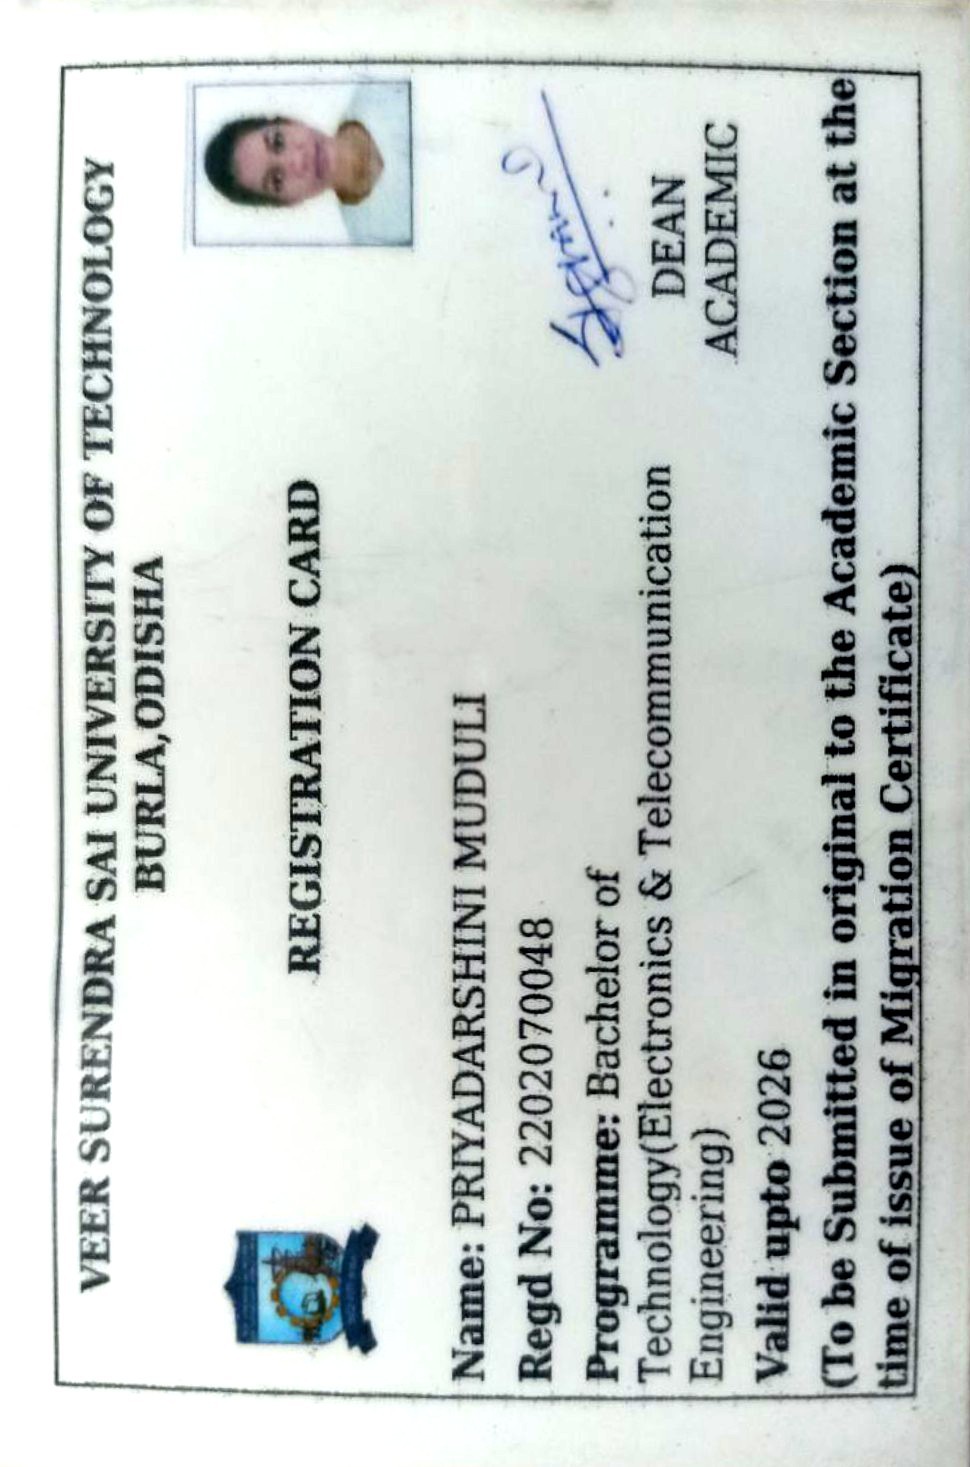 VEER SURENDRA SAI UNIVERSITY OF TECHNOLOGY
BURLA,ODISHA
REGISTRATION CARD
Name: PRIYADARSHINI MUDULI
Regd No: 2202070048
Programme: Bachelor of
Technology(Electronics & Telecommunication
Engineering)
Valid upto 2026
DEAN
ACADEMIC
(To be Submitted in original to the Academic Section at the
time of issue of Migration Certificate)